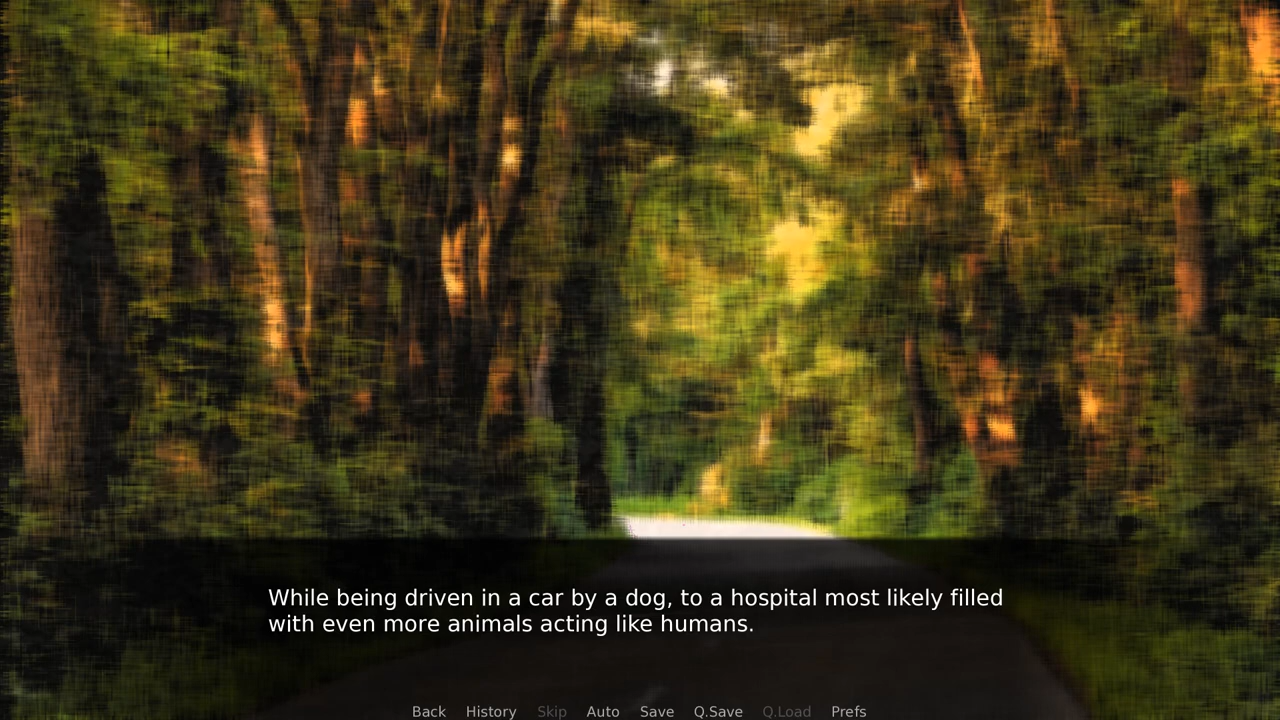 While being driven in a car by a dog, to a hospital most likely filled
with even more animals acting like humans.
Back History Skip Auto Save Q.Save Q.Load Prefs